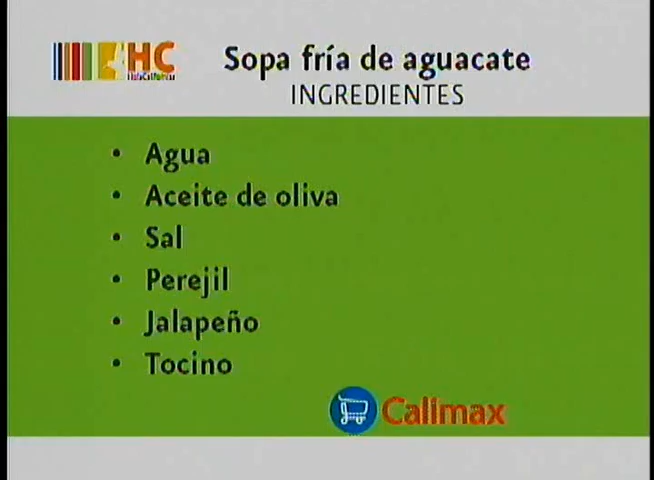 HC
Sopa fría de aguacate
INGREDIENTES
• Agua
• Aceite de oliva
• Sal
• Perejil
• Jalapeño
• Tocino
Calimax